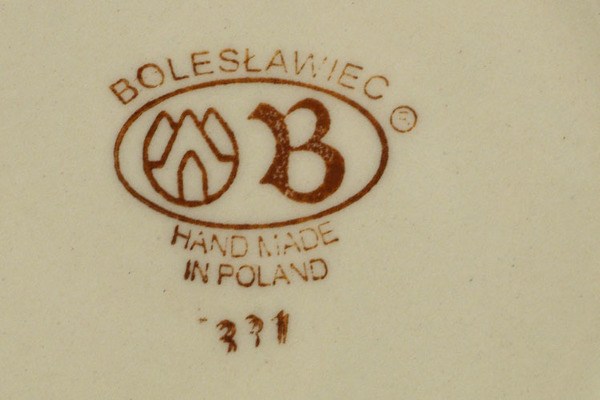 BOLESŁAWIEC
B ®
HAND MADE
IN POLAND
331